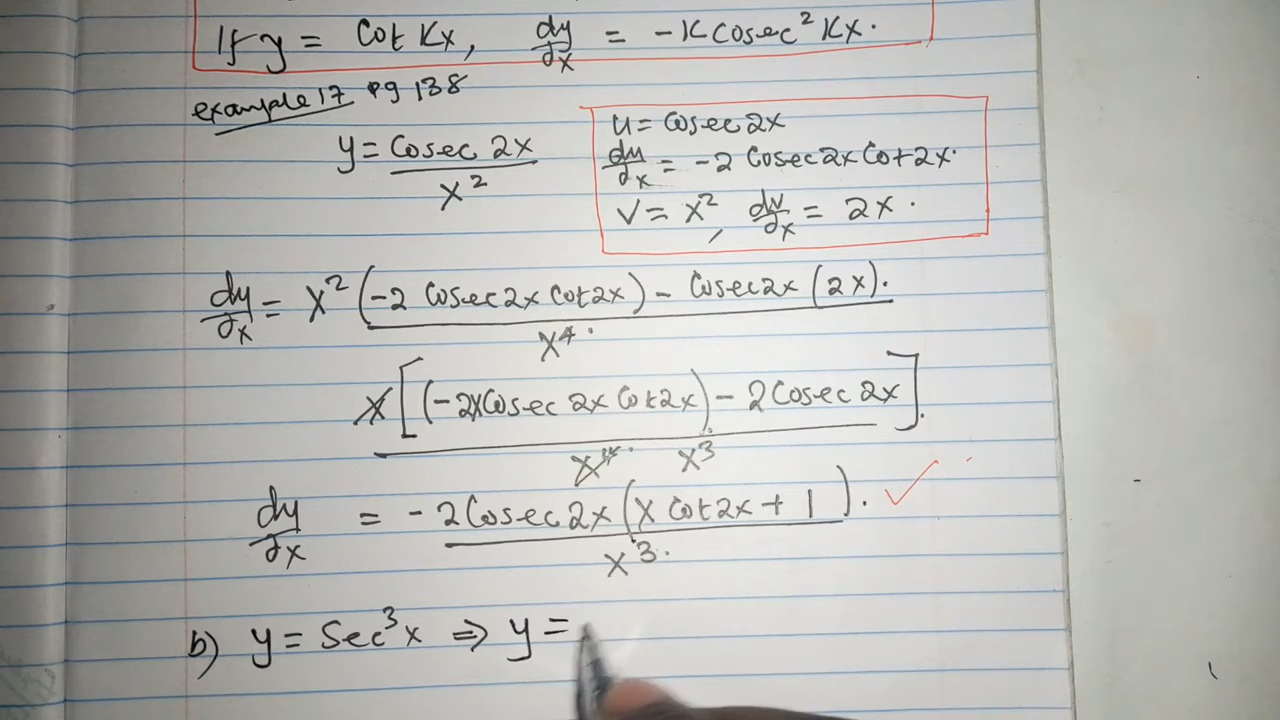 If y = Cot Kx, dy/dx = -K Cosec² Kx.
example 17 pg 138
y = Cosec 2x / x²
u = Cosec 2x
du/dx = -2 Cosec 2x Cot 2x.
V = x², dv/dx = 2x.
dy/dx = x² (-2 Cosec 2x Cot 2x) - Cosec 2x (2x). / x⁴.
x [(-2x Cosec 2x Cot 2x) - 2 Cosec 2x]. / x⁴. x³
dy/dx = -2 Cosec 2x (x Cot 2x + 1). / x³.
b) y = Sec³x ⇒ y =